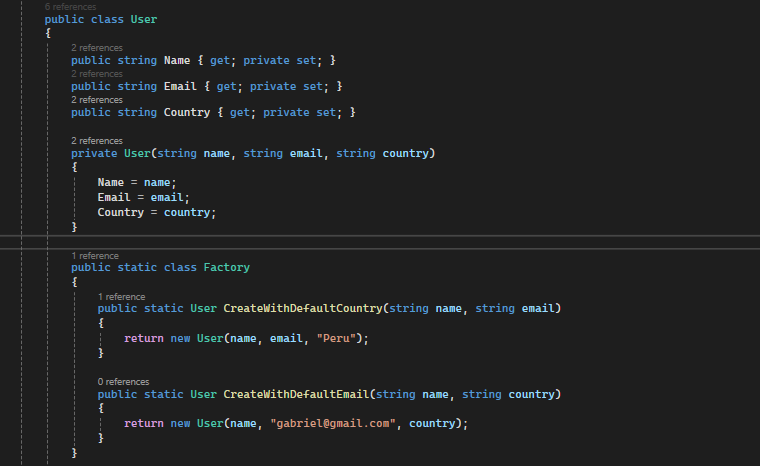 6 references
public class User
{
2 references
public string Name { get; private set; }
2 references
public string Email { get; private set; }
2 references
public string Country { get; private set; }
2 references
private User(string name, string email, string country)
{
Name = name;
Email = email;
Country = country;
}
1 reference
public static class Factory
{
1 reference
public static User CreateWithDefaultCountry(string name, string email)
{
return new User(name, email, "Peru");
}
0 references
public static User CreateWithDefaultEmail(string name, string country)
{
return new User(name, "gabriel@gmail.com", country);
}
}